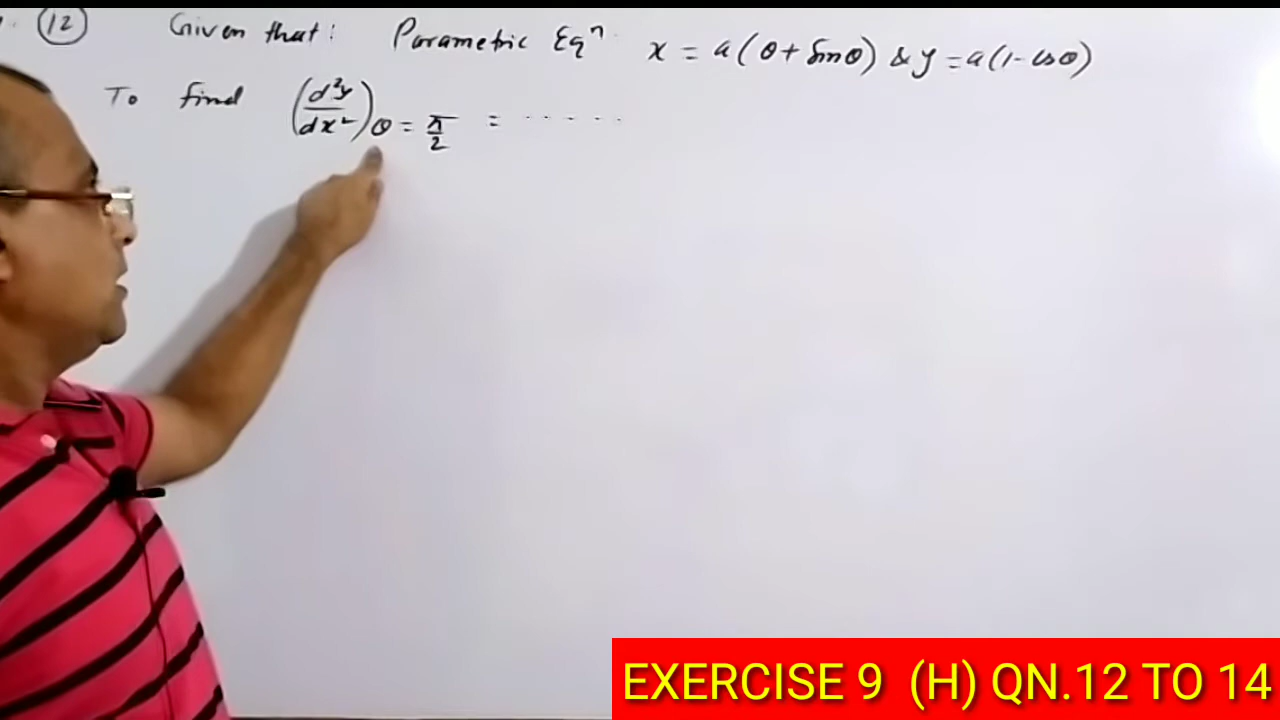 (12) Given that: Parametric Eqⁿ. x = a(θ + Sinθ) & y = a(1 - cosθ)
To find (d²y/dx²)θ = π/2 = ......
EXERCISE 9 (H) QN.12 TO 14